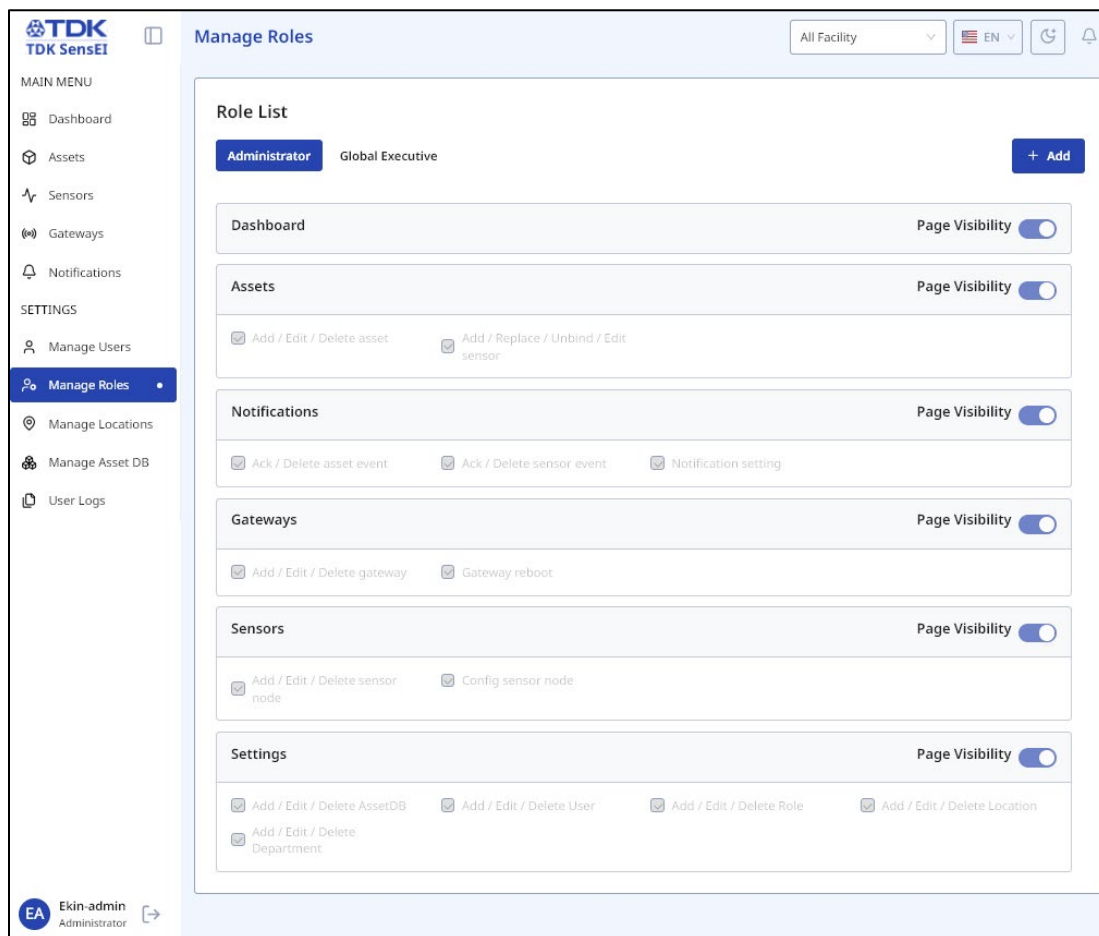 TDK
TDK SensEI
Manage Roles
All Facility
EN
MAIN MENU
Dashboard
Assets
Sensors
Gateways
Notifications
SETTINGS
Manage Users
Manage Roles
Manage Locations
Manage Asset DB
User Logs
EA
Ekin-admin
Administrator
Role List
Administrator
Global Executive
+ Add
Dashboard
Page Visibility
Assets
Page Visibility
Add / Edit / Delete asset
Add / Replace / Unbind / Edit
sensor
Notifications
Page Visibility
Ack / Delete asset event
Ack / Delete sensor event
Notification setting
Gateways
Page Visibility
Add / Edit / Delete gateway
Gateway reboot
Sensors
Page Visibility
Add / Edit / Delete sensor
node
Config sensor node
Settings
Page Visibility
Add / Edit / Delete AssetDB
Add / Edit / Delete User
Add / Edit / Delete Role
Add / Edit / Delete Location
Add / Edit / Delete
Department